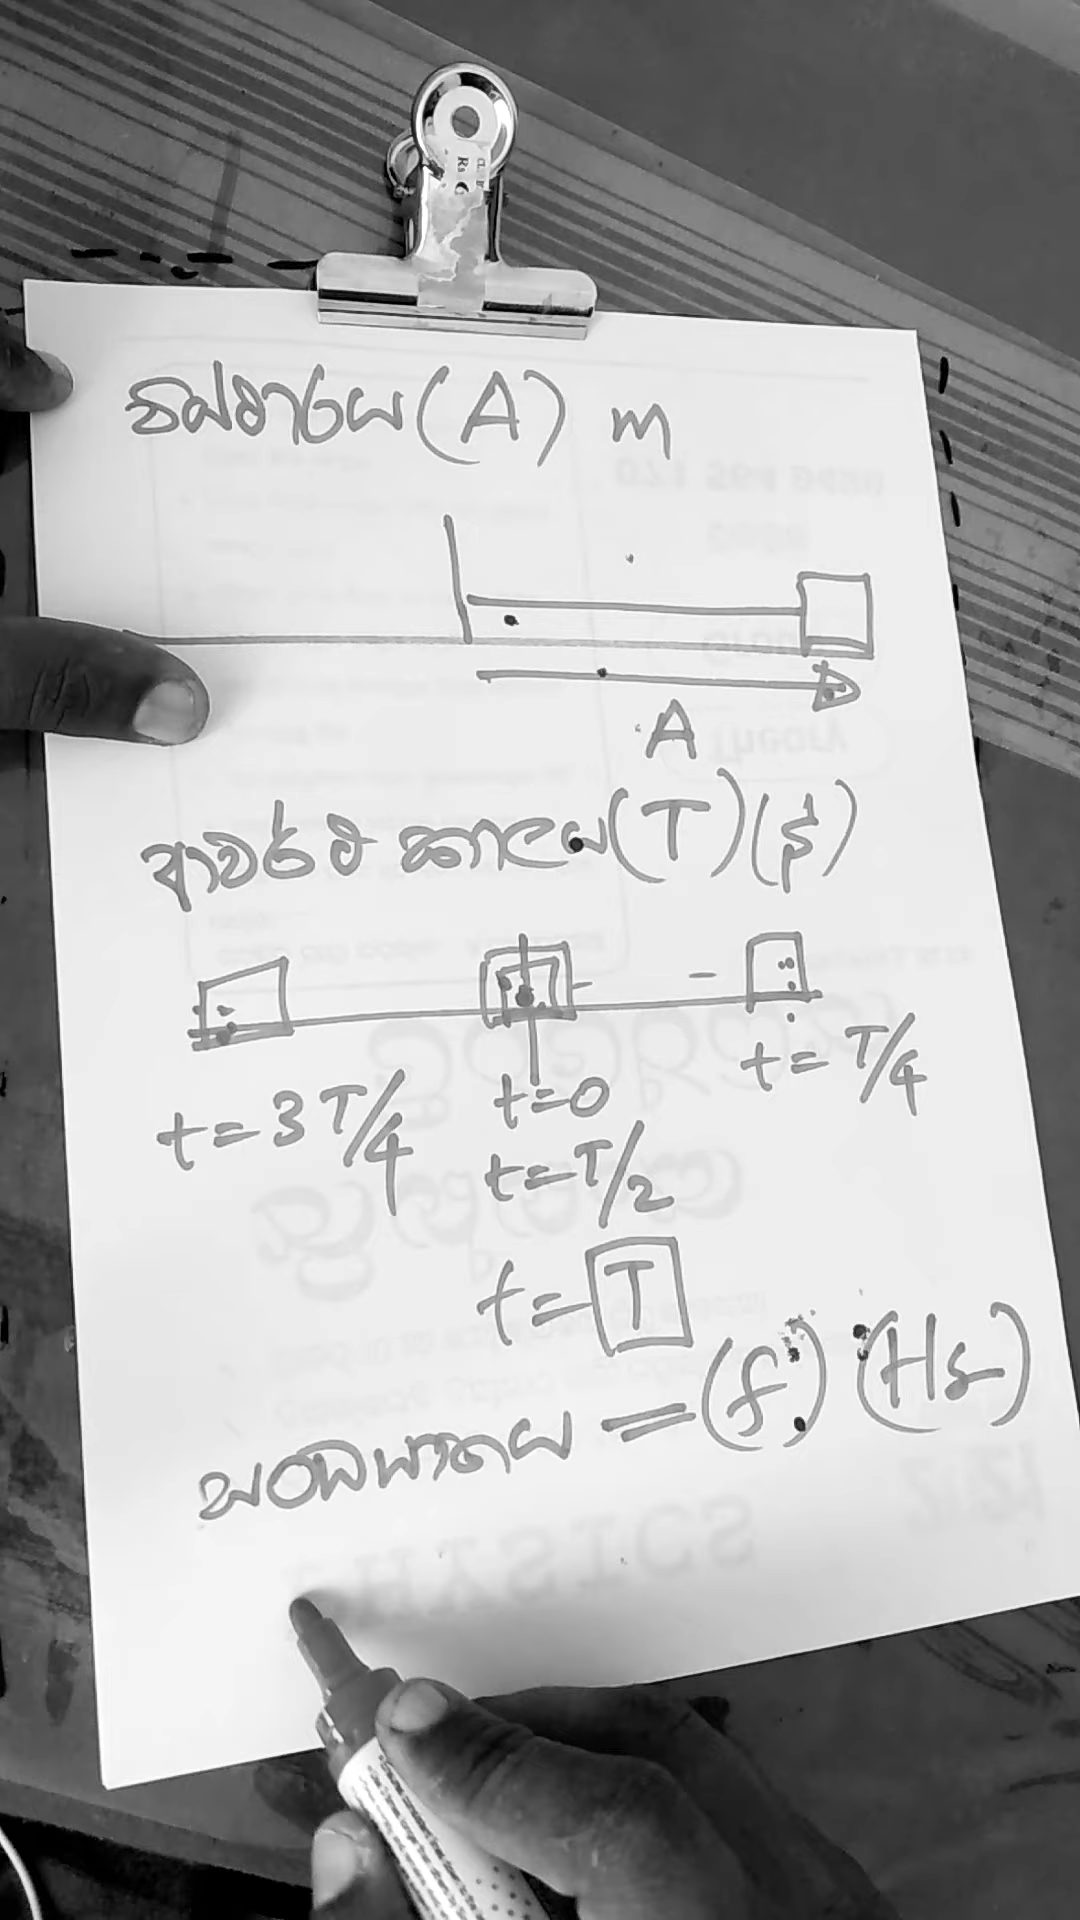 විස්ථාරය (A) m
A
ආවර්ථ කාලය (T) (s)
t = 3T/4 t=0 t = T/4
t = T/2
t = T
සංඛ්‍යාතය = (f) (Hz)